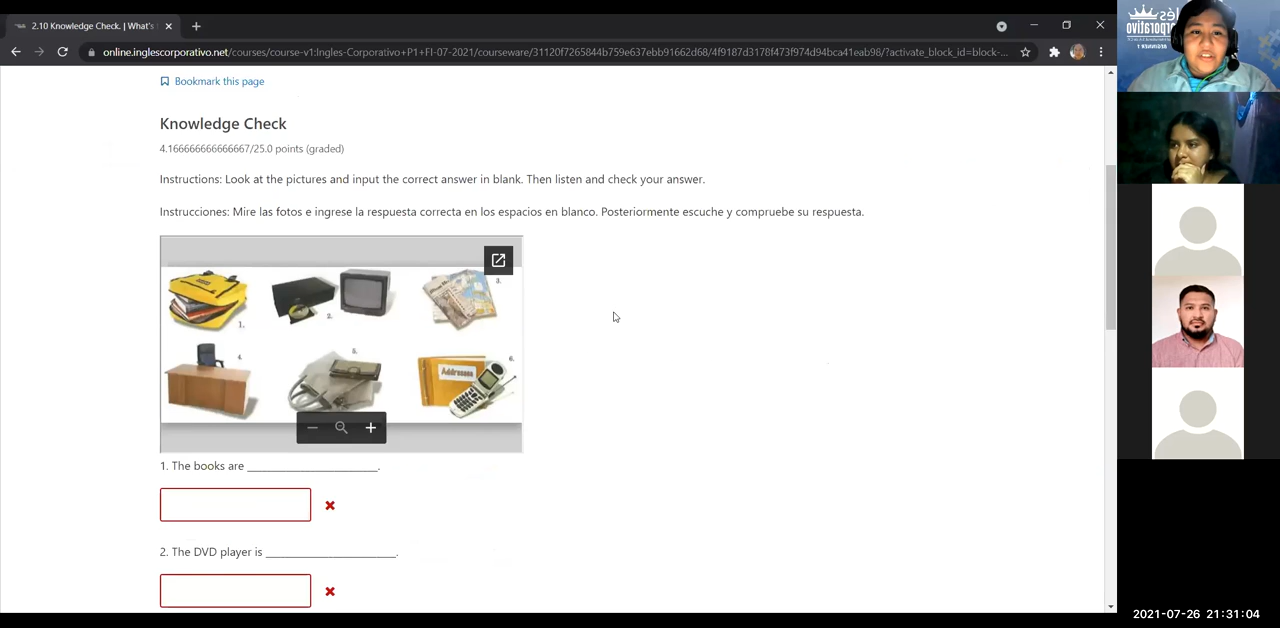 2.10 Knowledge Check. | What's
online.inglescorporativo.net/courses/course-v1:Ingles-Corporativo+P1+FI-07-2021/courseware/31120f7265844b759e637ebb91662d68/4f9187d3178f473f974d94bca41eab98/?activate_block_id=block-...
Bookmark this page
Knowledge Check
4.166666666666667/25.0 points (graded)
Instructions: Look at the pictures and input the correct answer in blank. Then listen and check your answer.
Instrucciones: Mire las fotos e ingrese la respuesta correcta en los espacios en blanco. Posteriormente escuche y compruebe su respuesta.
1.
2.
3.
4.
5.
6.
Addresses
1. The books are ______________________.
2. The DVD player is ______________________.
2021-07-26 21:31:04